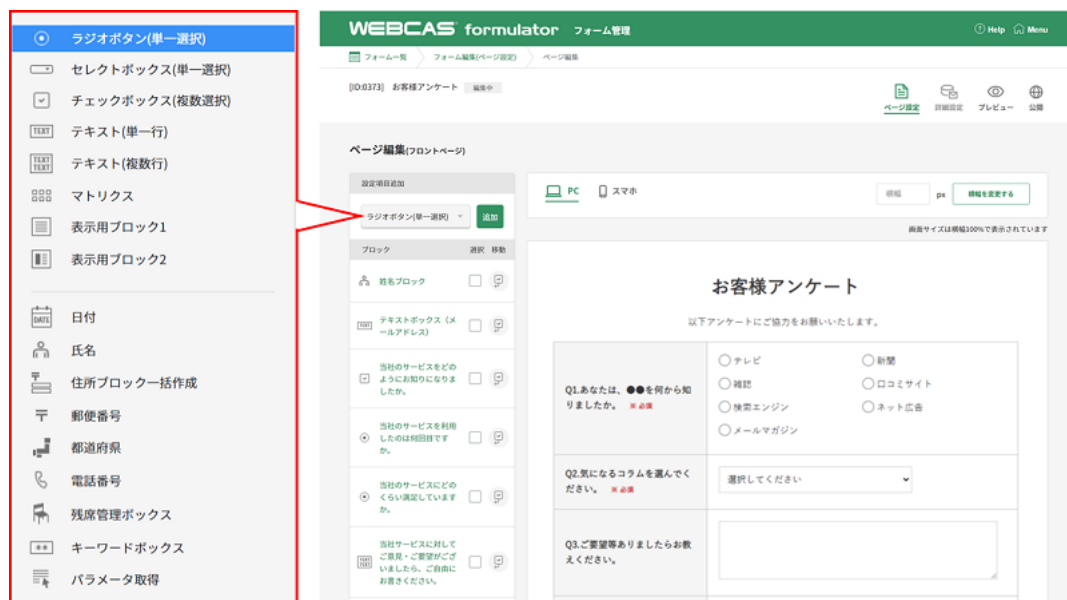 ラジオボタン(単一選択)
セレクトボックス(単一選択)
チェックボックス(複数選択)
TEXT
テキスト(単一行)
TEXT
TEXT
テキスト(複数行)
マトリクス
表示用ブロック1
表示用ブロック2
DATE
日付
氏名
住所ブロック一括作成
郵便番号
都道府県
電話番号
残席管理ボックス
キーワードボックス
パラメータ取得
WEBCAS formulator フォーム管理
Help Menu
フォーム一覧 フォーム編集(ページ設定) ページ編集
[ID:0373] お客様アンケート 編集中
ページ設定 詳細設定 プレビュー 公開
ページ編集(フロントページ)
設定項目追加
ラジオボタン(単一選択) 追加
ブロック 選択 移動
姓名ブロック
TEXT
テキストボックス（メ
ールアドレス）
当社のサービスをどの
ようにお知りになりま
したか。
当社のサービスを利用
したのは何回目です
か。
当社のサービスにどの
くらい満足しています
か。
TEXT
TEXT
当社サービスに対して
ご意見・ご要望がござ
いましたら、ご自由に
お書きください。
PC スマホ
横幅 px 横幅を変更する
画面サイズは横幅100%で表示されています
お客様アンケート
以下アンケートにご協力をお願いいたします。
Q1.あなたは、●●を何から知
りましたか。 ※必須
テレビ 新聞
雑誌 口コミサイト
検索エンジン ネット広告
メールマガジン
Q2.気になるコラムを選んでく
ださい。 ※必須
選択してください
Q3.ご要望等ありましたらお教
えください。